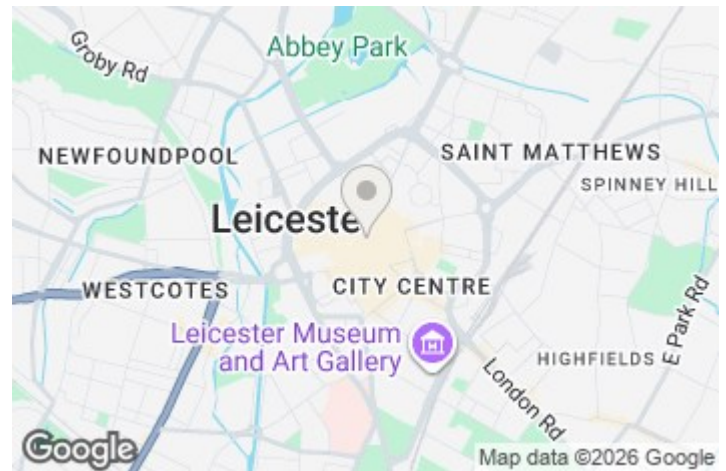 Abbey Park
Groby Rd
NEWFOUNDPOOL
SAINT MATTHEWS
SPINNEY HILL
Leiceste
WESTCOTES
CITY CENTRE
E Park Rd
Leicester Museum
and Art Gallery
HIGHFIELDS
London Rd
Google
Map data ©2026 Google